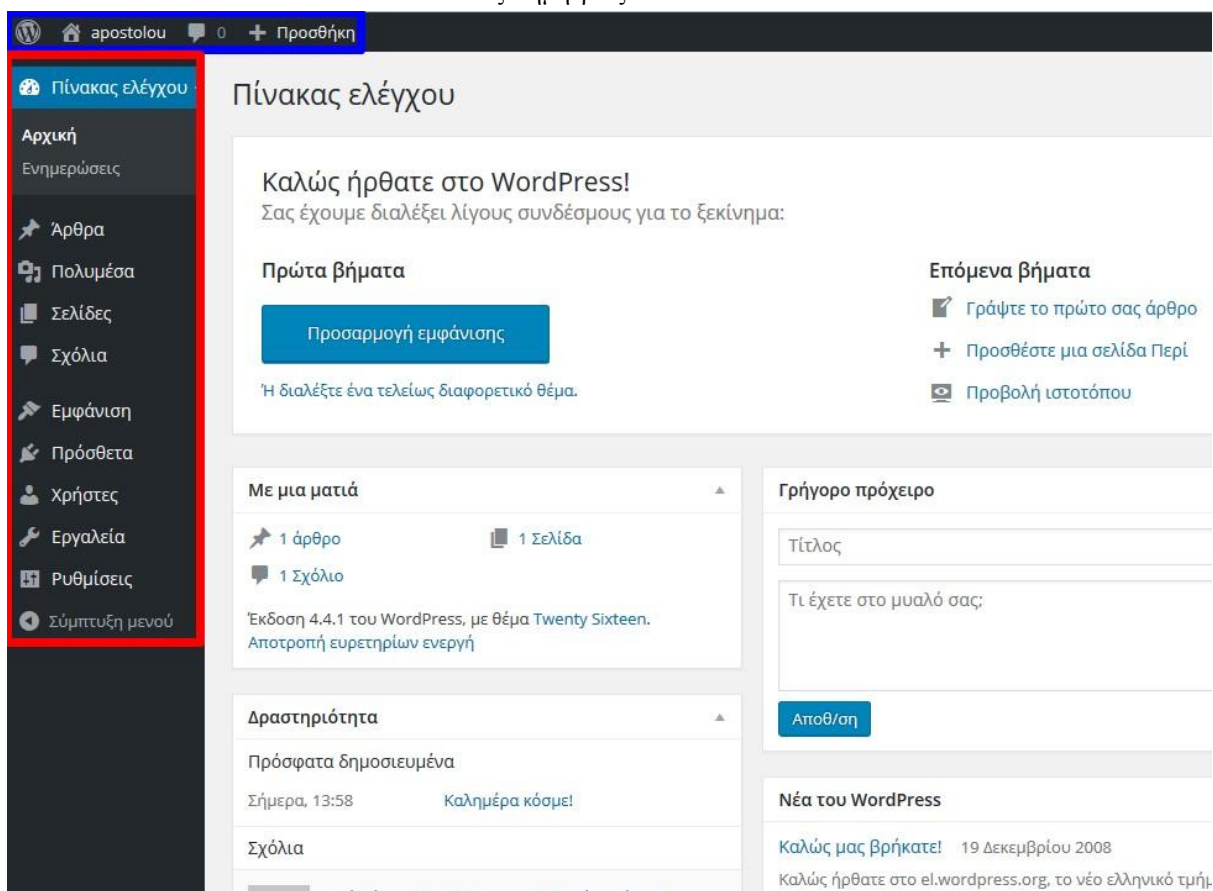 apostolou 0 Προσθήκη
Πίνακας ελέγχου
Αρχική
Ενημερώσεις
Άρθρα
Πολυμέσα
Σελίδες
Σχόλια
Εμφάνιση
Πρόσθετα
Χρήστες
Εργαλεία
Ρυθμίσεις
Σύμπτυξη μενού
Πίνακας ελέγχου
Καλώς ήρθατε στο WordPress!
Σας έχουμε διαλέξει λίγους συνδέσμους για το ξεκίνημα:
Πρώτα βήματα
Προσαρμογή εμφάνισης
Ή διαλέξτε ένα τελείως διαφορετικό θέμα.
Επόμενα βήματα
Γράψτε το πρώτο σας άρθρο
Προσθέστε μια σελίδα Περί
Προβολή ιστοτόπου
Με μια ματιά
1 άρθρο 1 Σελίδα
1 Σχόλιο
Έκδοση 4.4.1 του WordPress, με θέμα Twenty Sixteen.
Αποτροπή ευρετηρίων ενεργή
Δραστηριότητα
Πρόσφατα δημοσιευμένα
Σήμερα, 13:58 Καλημέρα κόσμε!
Σχόλια
Γρήγορο πρόχειρο
Τίτλος
Τι έχετε στο μυαλό σας;
Αποθ/ση
Νέα του WordPress
Καλώς μας βρήκατε! 19 Δεκεμβρίου 2008
Καλώς ήρθατε στο el.wordpress.org, το νέο ελληνικό τμήμ